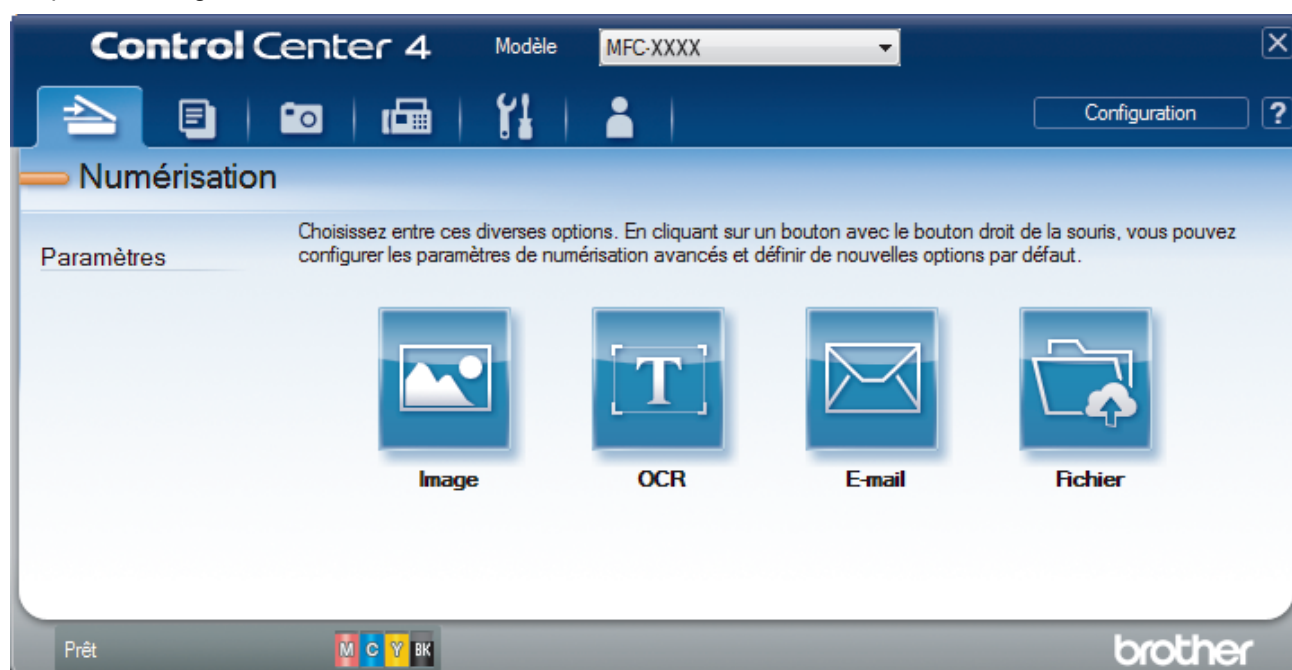 Control Center 4 Modèle MFC-XXXX
Configuration ?
Numérisation
Choisissez entre ces diverses options. En cliquant sur un bouton avec le bouton droit de la souris, vous pouvez
Paramètres
configurer les paramètres de numérisation avancés et définir de nouvelles options par défaut.
T
Image OCR E-mail Fichier
Prêt M C Y BK brother